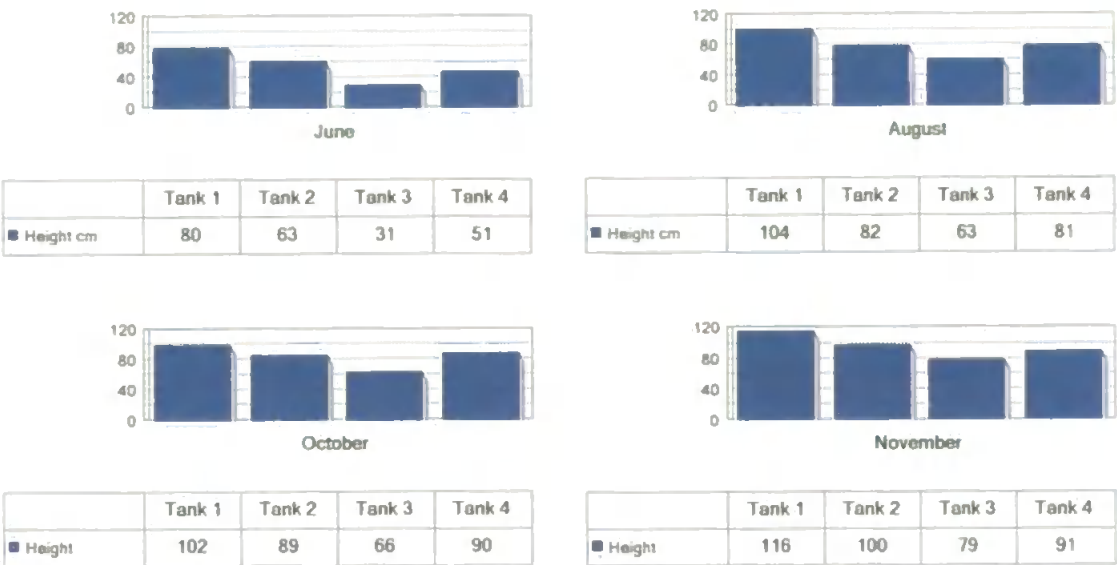 120
80
40
0
June
Tank 1 Tank 2 Tank 3 Tank 4
Height cm 80 63 31 51
120
80
40
0
August
Tank 1 Tank 2 Tank 3 Tank 4
Height cm 104 82 63 81
120
80
40
0
October
Tank 1 Tank 2 Tank 3 Tank 4
Height 102 89 66 90
120
80
40
0
November
Tank 1 Tank 2 Tank 3 Tank 4
Height 116 100 79 91